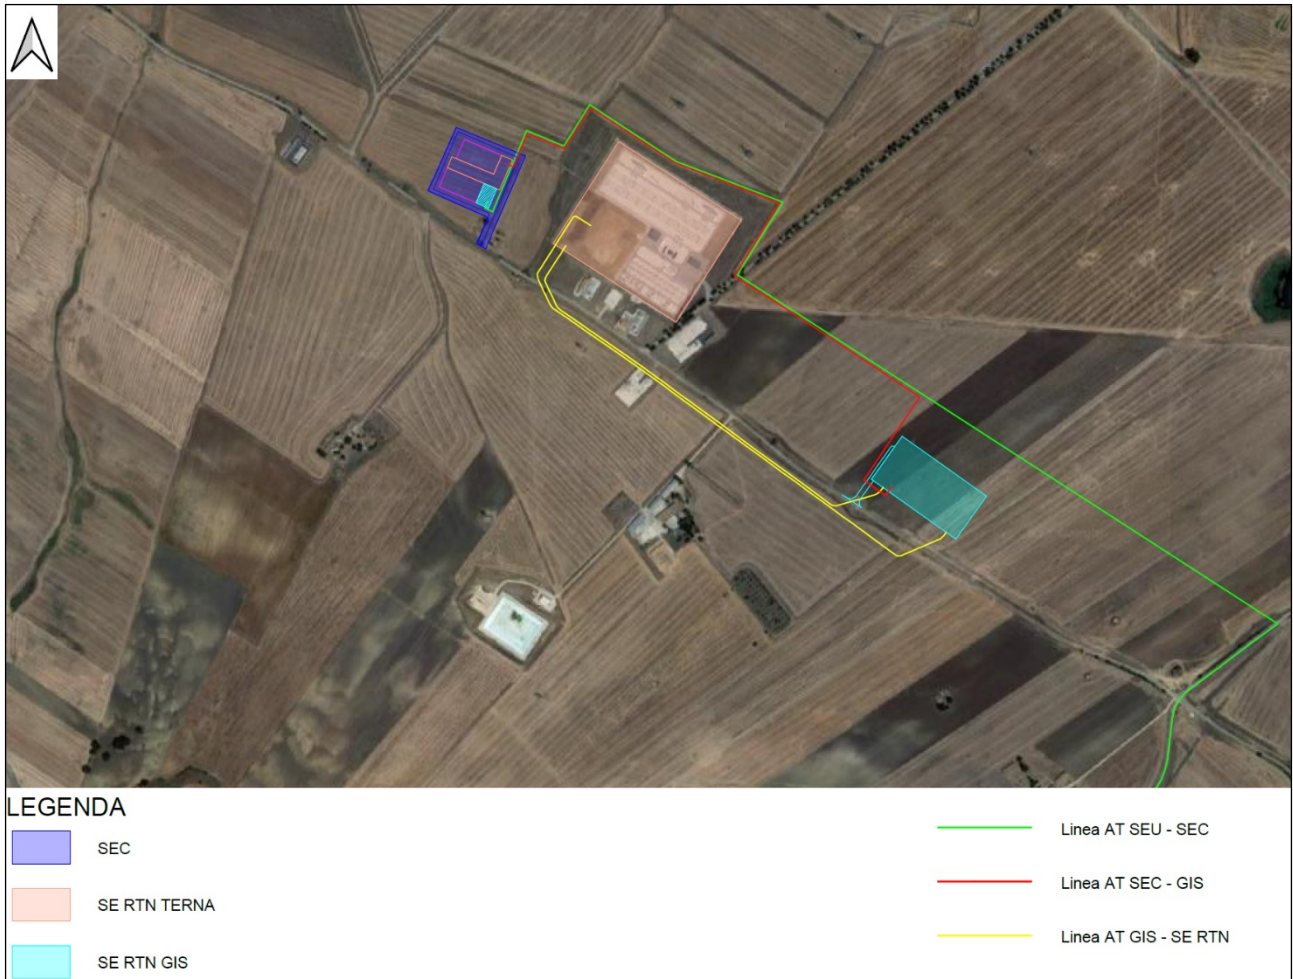 LEGENDA
SEC
SE RTN TERNA
SE RTN GIS
Linea AT SEU - SEC
Linea AT SEC - GIS
Linea AT GIS - SE RTN